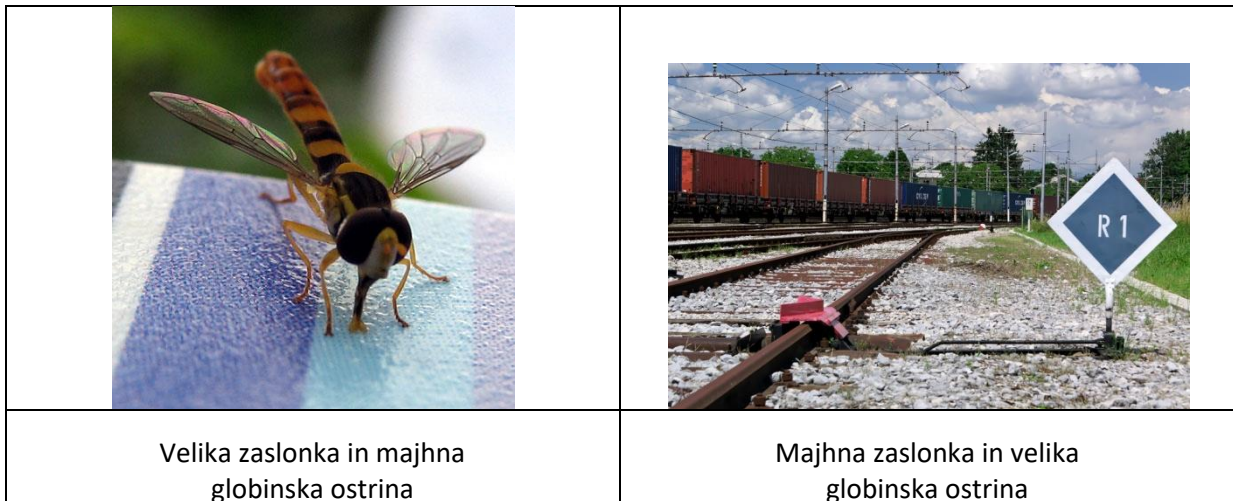 R 1
Velika zaslonka in majhna
globinska ostrina
Majhna zaslonka in velika
globinska ostrina